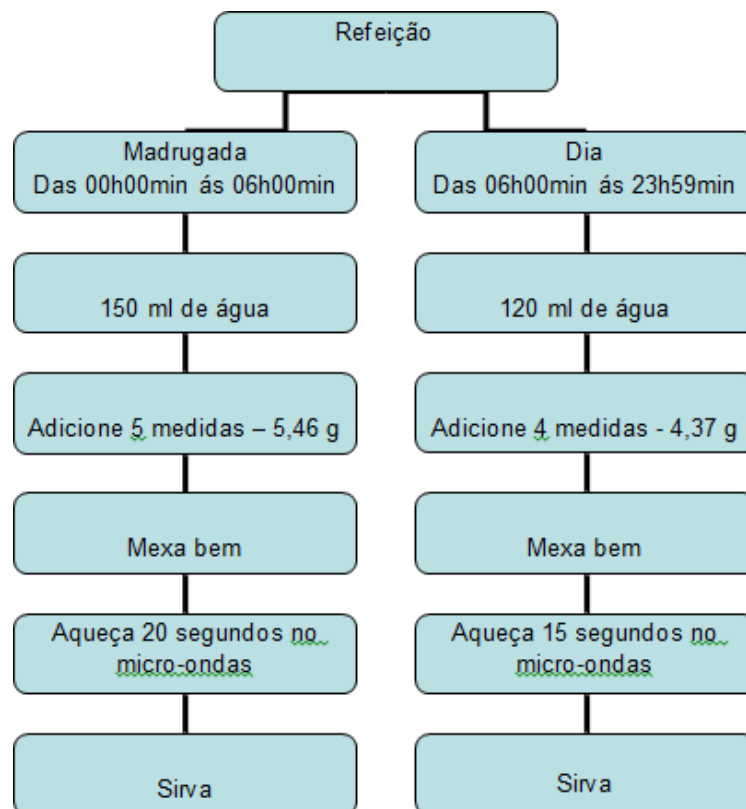 Refeição
Madrugada
Das 00h00min ás 06h00min
150 ml de água
Adicione 5 medidas – 5,46 g
Mexa bem
Aqueça 20 segundos no
micro-ondas
Sirva
Dia
Das 06h00min ás 23h59min
120 ml de água
Adicione 4 medidas - 4,37 g
Mexa bem
Aqueça 15 segundos no
micro-ondas
Sirva